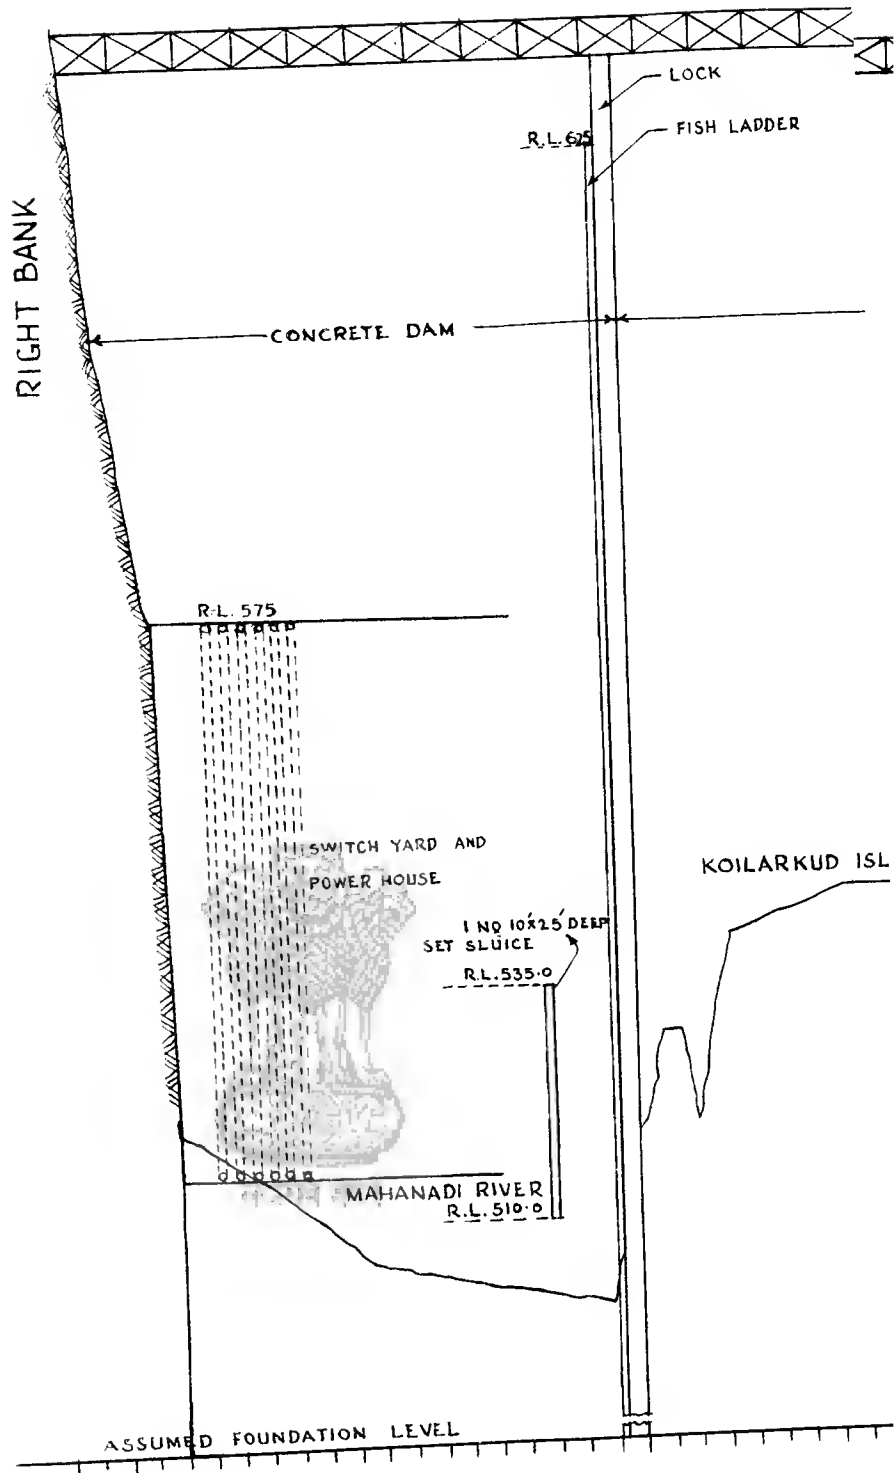 LOCK
R.L. 625
FISH LADDER
RIGHT BANK
CONCRETE DAM
R.L. 575
SWITCH YARD AND
POWER HOUSE
KOILARKUD ISL
1 NO 10'X25' DEEP
SET SLUICE
R.L. 535.0
MAHANADI RIVER
R.L. 510.0
ASSUMED FOUNDATION LEVEL